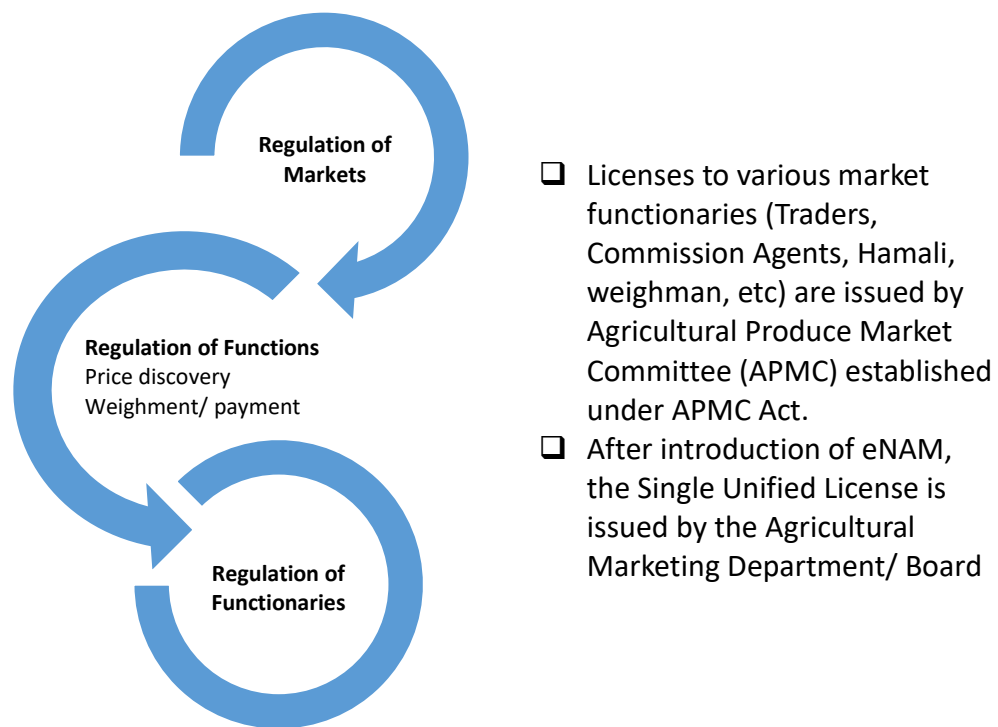 Regulation of
Markets
Regulation of Functions
Price discovery
Weighment/ payment
Regulation of
Functionaries
Licenses to various market
functionaries (Traders,
Commission Agents, Hamali,
weighman, etc) are issued by
Agricultural Produce Market
Committee (APMC) established
under APMC Act.
After introduction of eNAM,
the Single Unified License is
issued by the Agricultural
Marketing Department/ Board